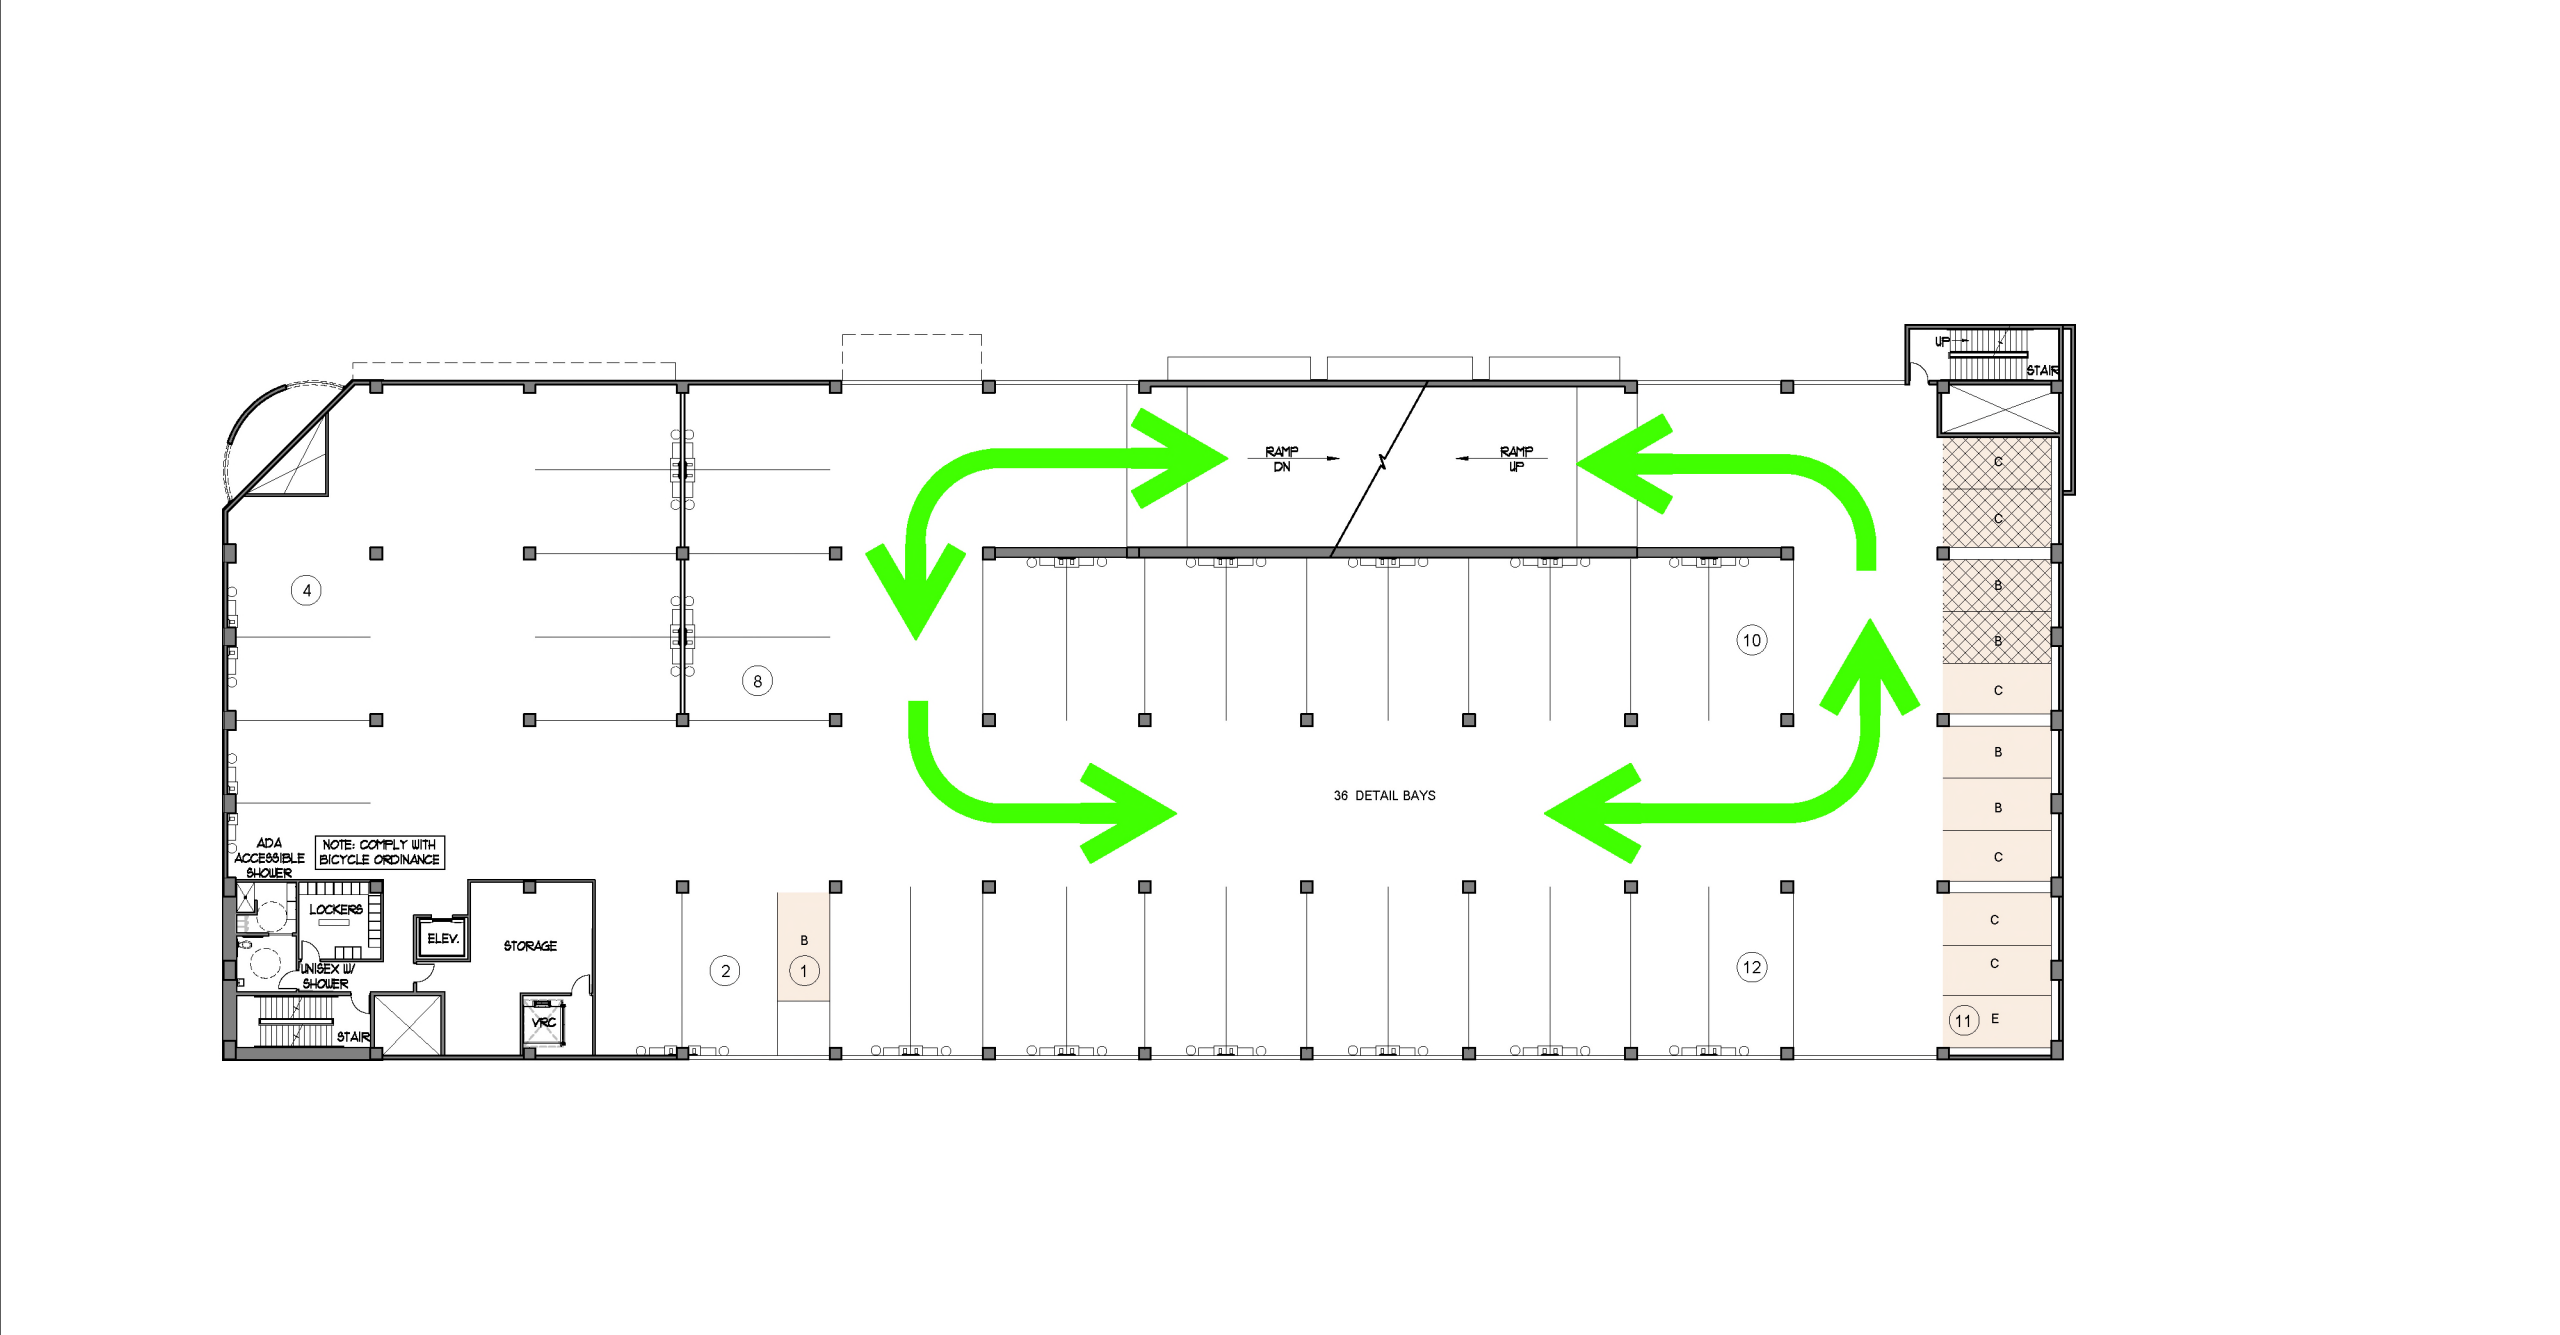 UP
STAIR
RAMP
DN
RAMP
UP
C
C
4
B
10
B
8
C
B
36 DETAIL BAYS
B
ADA
ACCESSIBLE
SHOWER
NOTE: COMPLY WITH
BICYCLE ORDINANCE
C
LOCKERS
ELEV.
STORAGE
B
C
UNISEX W/
SHOWER
2
1
12
C
STAIR
VRC
11
E